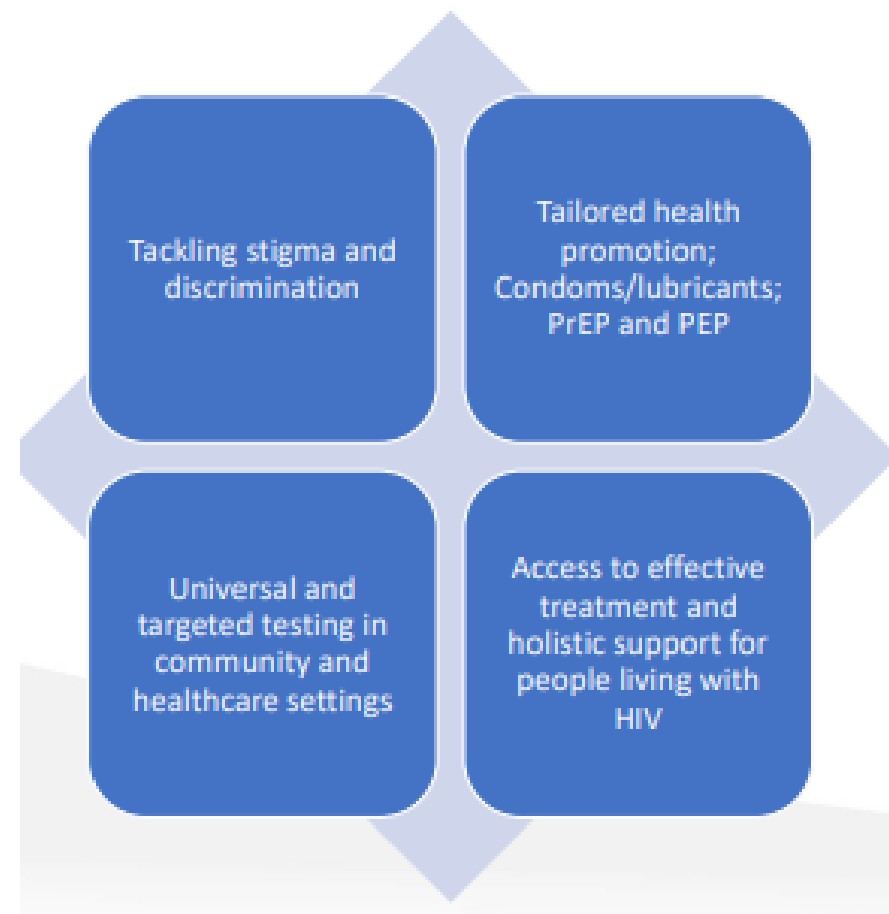 Tackling stigma and
discrimination
Tailored health
promotion;
Condoms/lubricants;
PrEP and PEP
Universal and
targeted testing in
community and
healthcare settings
Access to effective
treatment and
holistic support for
people living with
HIV